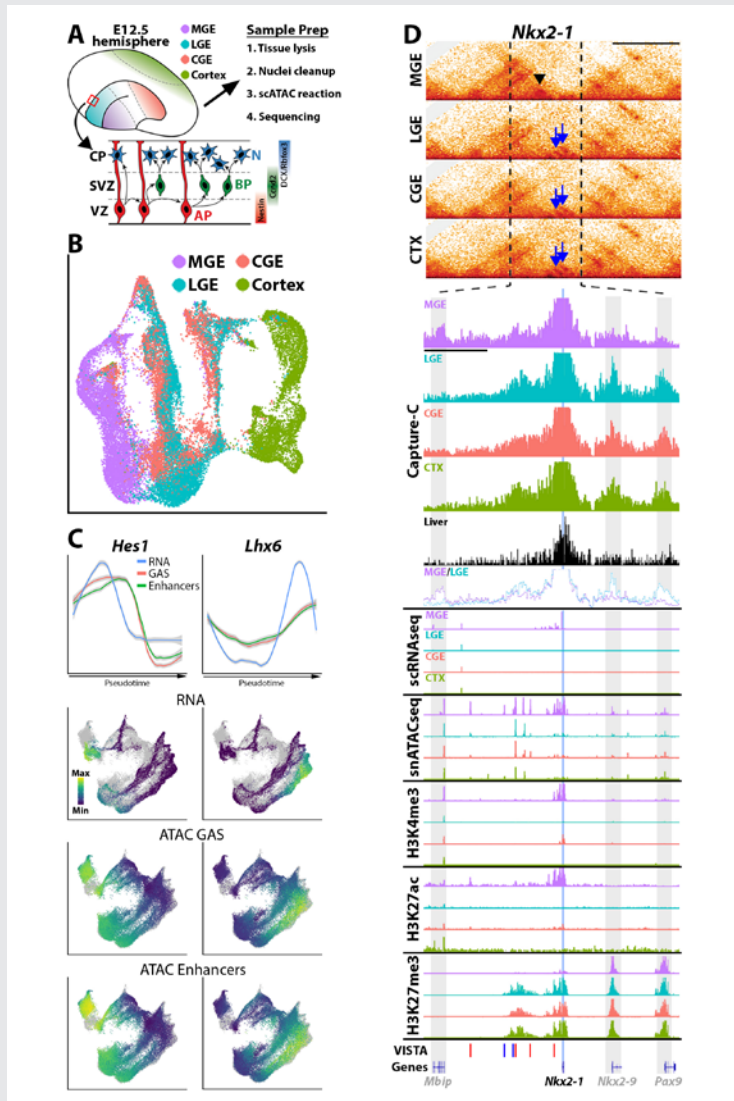 A
E12.5
hemisphere
MGE
LGE
CGE
Cortex
Sample Prep
1. Tissue lysis
2. Nuclei cleanup
3. scATAC reaction
4. Sequencing
CP
SVZ
VZ
N
BP
AP
Nestin
Ccnd2
DCX/Rbfox3
B
MGE
CGE
LGE
Cortex
C
Hes1
Lhx6
RNA
GAS
Enhancers
Pseudotime
Pseudotime
RNA
Max
Min
ATAC GAS
ATAC Enhancers
D
Nkx2-1
MGE
LGE
CGE
CTX
Capture-C
MGE
LGE
CGE
CTX
Liver
MGE/LGE
scRNAseq
MGE
LGE
CGE
CTX
snATACseq
H3K4me3
H3K27ac
H3K27me3
VISTA
Genes
Mbip
Nkx2-1
Nkx2-9
Pax9